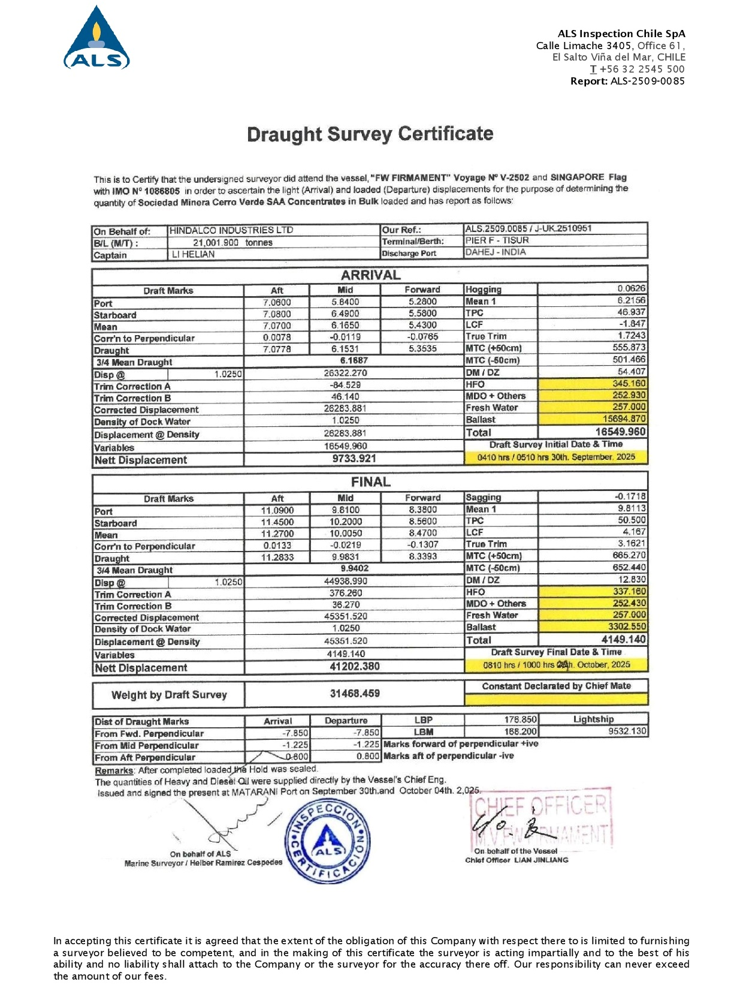 ALS
ALS Inspection Chile SpA
Calle Limache 3405, Office 61,
El Salto Viña del Mar, CHILE
T +56 32 2545 500
Report: ALS-2509-0085
Draught Survey Certificate
This is to Certify that the undersigned surveyor did attend the vessel, "FW FIRMAMENT" Voyage Nº V-2502 and SINGAPORE Flag
with IMO Nº 1086805 in order to ascertain the light (Arrival) and loaded (Departure) displacements for the purpose of determining the
quantity of Sociedad Minera Cerro Verde SAA Concentrates in Bulk loaded and has report as follows:
On Behalf of: HINDALCO INDUSTRIES LTD Our Ref.: ALS.2509.0085 / J-UK.2510951
B/L (M/T) : 21,001.900 tonnes Terminal/Berth: PIER F - TISUR
Captain LI HELIAN Discharge Port DAHEJ - INDIA
ARRIVAL
Draft Marks Aft Mid Forward Hogging 0.0626
Port 7.0600 5.8400 5.2800 Mean 1 6.2156
Starboard 7.0800 6.4900 5.5800 TPC 46.937
Mean 7.0700 6.1650 5.4300 LCF -1.847
Corr'n to Perpendicular 0.0078 -0.0119 -0.0765 True Trim 1.7243
Draught 7.0778 6.1531 5.3535 MTC (+50cm) 555.873
3/4 Mean Draught 6.1687 MTC (-50cm) 501.466
Disp @ 1.0250 26322.270 DM / DZ 54.407
Trim Correction A -84.529 HFO 345.160
Trim Correction B 46.140 MDO + Others 252.930
Corrected Displacement 26283.881 Fresh Water 257.000
Density of Dock Water 1.0250 Ballast 15694.870
Displacement @ Density 26283.881 Total 16549.960
Variables 16549.960 Draft Survey Initial Date & Time
Nett Displacement 9733.921 0410 hrs / 0510 hrs 30th. September, 2025
FINAL
Draft Marks Aft Mid Forward Sagging -0.1718
Port 11.0900 9.8100 8.3800 Mean 1 9.8113
Starboard 11.4500 10.2000 8.5600 TPC 50.500
Mean 11.2700 10.0050 8.4700 LCF 4.167
Corr'n to Perpendicular 0.0133 -0.0219 -0.1307 True Trim 3.1621
Draught 11.2833 9.9831 8.3393 MTC (+50cm) 665.270
3/4 Mean Draught 9.9402 MTC (-50cm) 652.440
Disp @ 1.0250 44938.990 DM / DZ 12.830
Trim Correction A 376.260 HFO 337.160
Trim Correction B 36.270 MDO + Others 252.430
Corrected Displacement 45351.520 Fresh Water 257.000
Density of Dock Water 1.0250 Ballast 3302.550
Displacement @ Density 45351.520 Total 4149.140
Variables 4149.140 Draft Survey Final Date & Time
Nett Displacement 41202.380 0810 hrs / 1000 hrs October, 2025
Weight by Draft Survey 31468.459 Constant Declarated by Chief Mate
Dist of Draught Marks Arrival Departure LBP 176.850 Lightship
From Fwd. Perpendicular -7.850 -7.850 LBM 168.200 9532.130
From Mid Perpendicular -1.225 -1.225 Marks forward of perpendicular +ive
From Aft Perpendicular 0.800 0.800 Marks aft of perpendicular -ive
Remarks: After completed loaded the Hold was sealed.
The quantities of Heavy and Diesel Oil were supplied directly by the Vessel's Chief Eng.
Issued and signed the present at MATARANI Port on September 30th.and October 04th. 2,025.
INSPECCION
ALS
CERTIFICACIÓN
CHIEF OFFICER
M.V.FW FIRMAMENT
On behalf of ALS
Marine Surveyor / Helber Ramirez Cespedes
On behalf of the Vessel
Chief Officer LIAN JINLIANG
In accepting this certificate it is agreed that the extent of the obligation of this Company with respect there to is limited to furnishing
a surveyor believed to be competent, and in the making of this certificate the surveyor is acting impartially and to the best of his
ability and no liability shall attach to the Company or the surveyor for the accuracy there off. Our responsibility can never exceed
the amount of our fees.